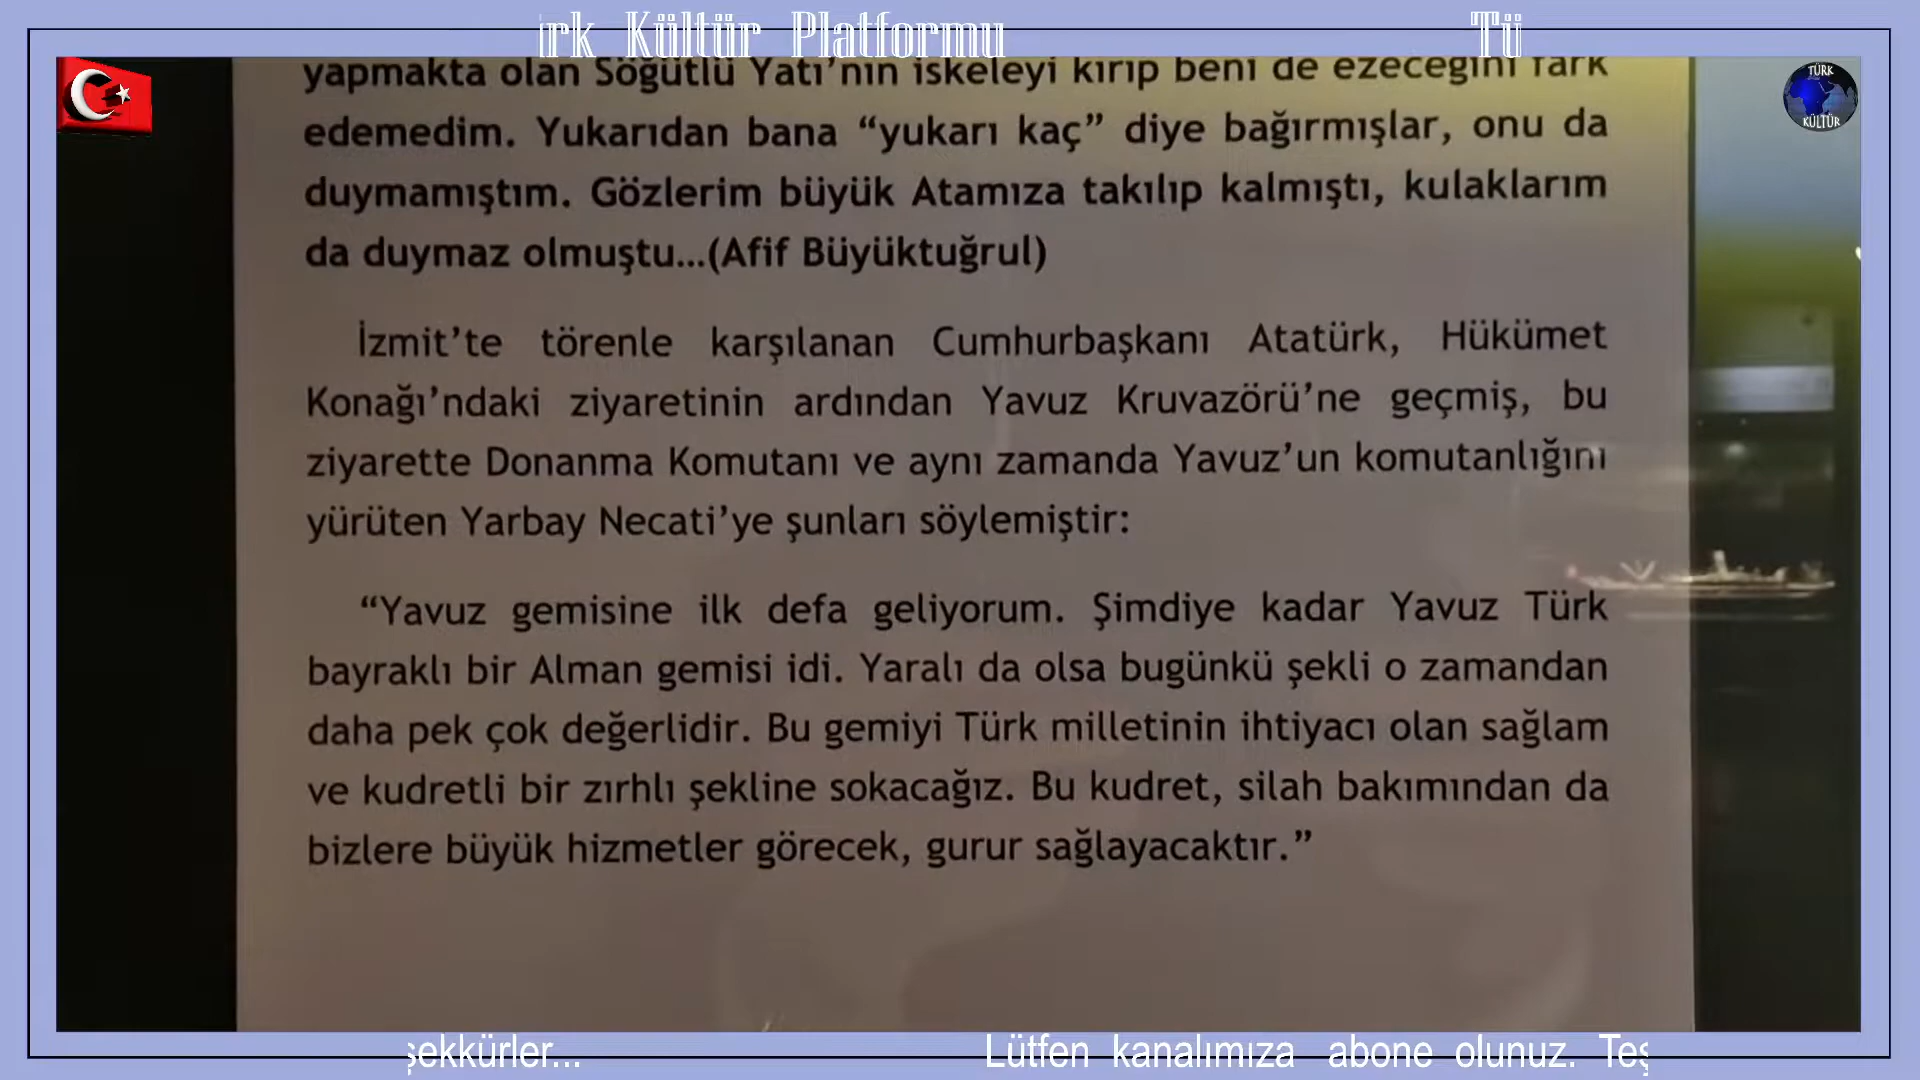 rk Kültür Platformu Tü
yapmakta olan Söğütlü Yatı’nın iskeleyi kırıp beni de ezeceğini fark
TÜRK
KÜLTÜR
edemedim. Yukarıdan bana “yukarı kaç” diye bağırmışlar, onu da
duymamıştım. Gözlerim büyük Atamıza takılıp kalmıştı, kulaklarım
da duymaz olmuştu...(Afif Büyüktuğrul)
İzmit’te törenle karşılanan Cumhurbaşkanı Atatürk, Hükümet
Konağı’ndaki ziyaretinin ardından Yavuz Kruvazörü’ne geçmiş, bu
ziyarette Donanma Komutanı ve aynı zamanda Yavuz’un komutanlığını
yürüten Yarbay Necati’ye şunları söylemiştir:
“Yavuz gemisine ilk defa geliyorum. Şimdiye kadar Yavuz Türk
bayraklı bir Alman gemisi idi. Yaralı da olsa bugünkü şekli o zamandan
daha pek çok değerlidir. Bu gemiyi Türk milletinin ihtiyacı olan sağlam
ve kudretli bir zırhlı şekline sokacağız. Bu kudret, silah bakımından da
bizlere büyük hizmetler görecek, gurur sağlayacaktır.”
şekkürler... Lütfen kanalımıza abone olunuz. Teş